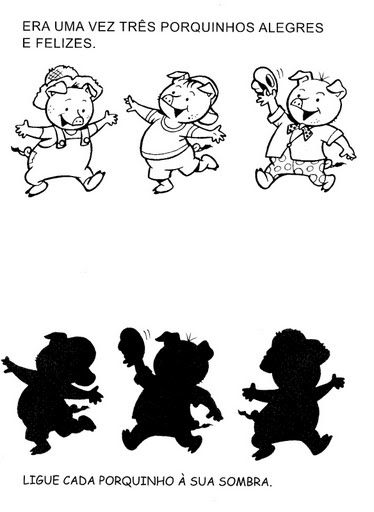 ERA UMA VEZ TRÊS PORQUINHOS ALEGRES
E FELIZES.
LIGUE CADA PORQUINHO À SUA SOMBRA.